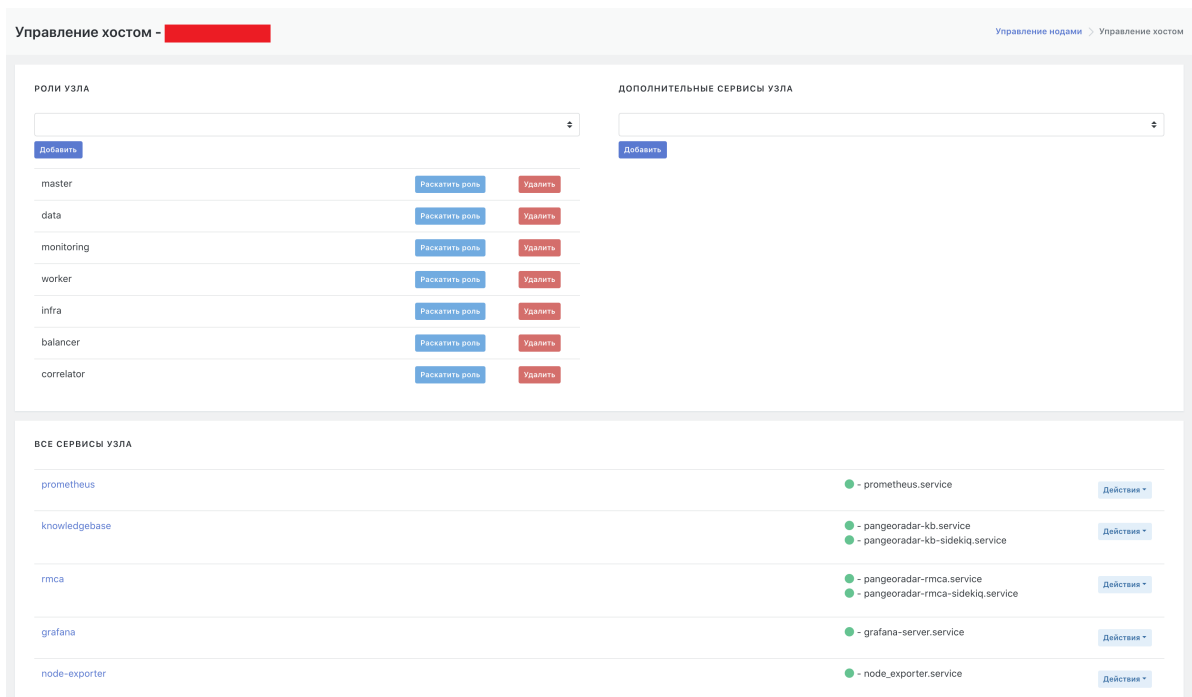 Управление хостом -
Управление нодами > Управление хостом
РОЛИ УЗЛА
Добавить
master Раскатить роль Удалить
data Раскатить роль Удалить
monitoring Раскатить роль Удалить
worker Раскатить роль Удалить
infra Раскатить роль Удалить
balancer Раскатить роль Удалить
correlator Раскатить роль Удалить
ДОПОЛНИТЕЛЬНЫЕ СЕРВИСЫ УЗЛА
Добавить
ВСЕ СЕРВИСЫ УЗЛА
prometheus - prometheus.service Действия
knowledgebase - pangeoradar-kb.service Действия
- pangeoradar-kb-sidekiq.service
rmca - pangeoradar-rmca.service Действия
- pangeoradar-rmca-sidekiq.service
grafana - grafana-server.service Действия
node-exporter - node_exporter.service Действия